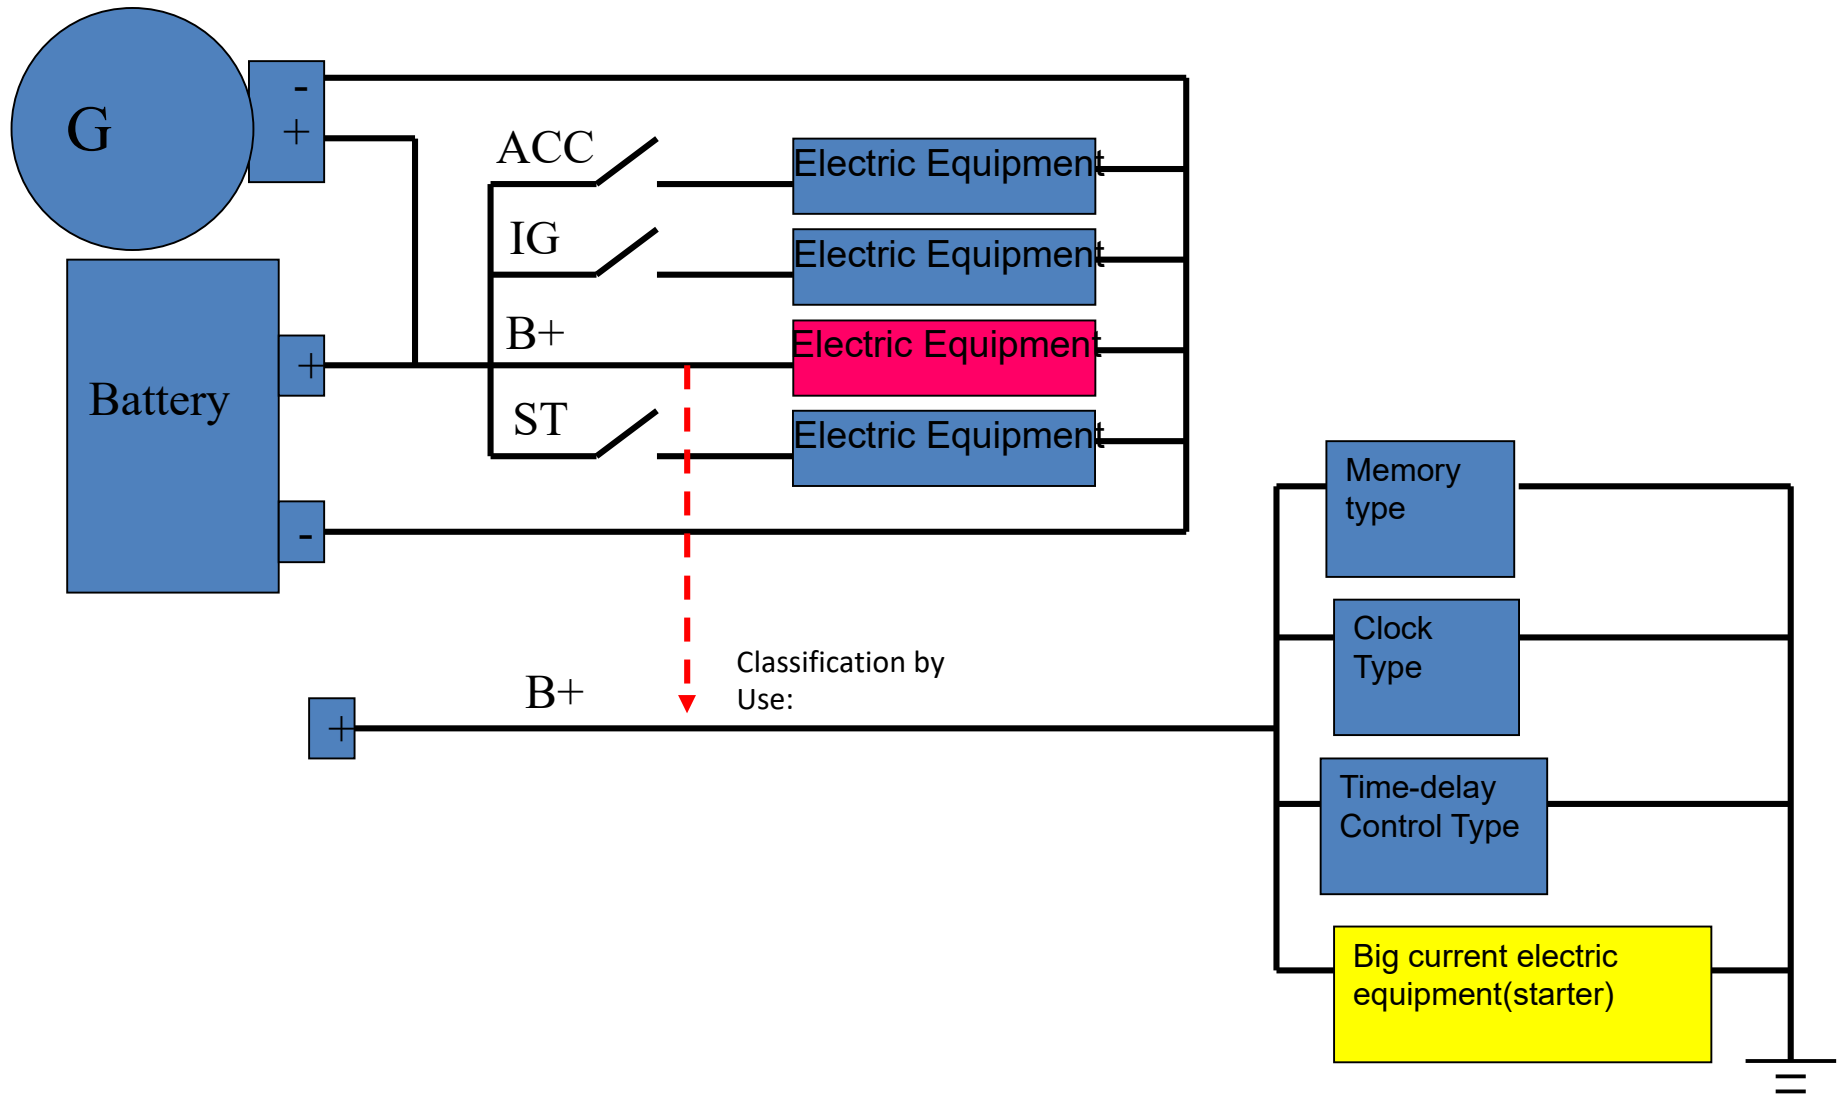 -
G
+
ACC
Electric Equipment
IG
Electric Equipment
B+
Electric Equipment
+
Battery
ST
Electric Equipment
-
Memory
type
Clock
Type
Classification by
Use:
B+
+
Time-delay
Control Type
Big current electric
equipment(starter)